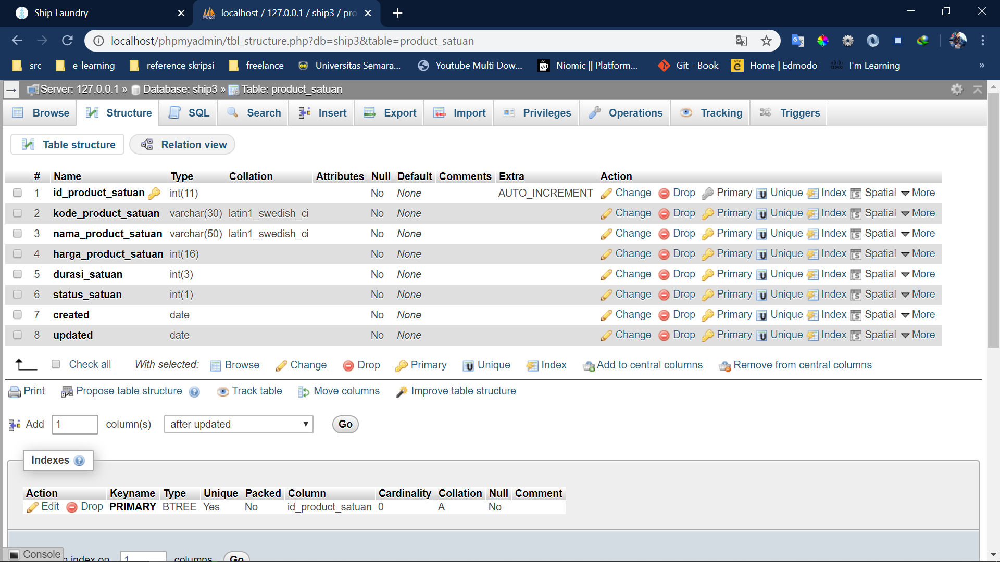 Ship Laundry
localhost / 127.0.0.1 / ship3 / pro
localhost/phpmyadmin/tbl_structure.php?db=ship3&table=product_satuan
src e-learning reference skripsi freelance Universitas Semara... Youtube Multi Dow... Niomic || Platform... Git - Book Home | Edmodo I'm Learning »
Server: 127.0.0.1 » Database: ship3 » Table: product_satuan
Browse Structure SQL Search Insert Export Import Privileges Operations Tracking Triggers
Table structure Relation view
# Name Type Collation Attributes Null Default Comments Extra Action
1 id_product_satuan int(11) No None AUTO_INCREMENT Change Drop Primary Unique Index Spatial More
2 kode_product_satuan varchar(30) latin1_swedish_ci No None Change Drop Primary Unique Index Spatial More
3 nama_product_satuan varchar(50) latin1_swedish_ci No None Change Drop Primary Unique Index Spatial More
4 harga_product_satuan int(16) No None Change Drop Primary Unique Index Spatial More
5 durasi_satuan int(3) No None Change Drop Primary Unique Index Spatial More
6 status_satuan int(1) No None Change Drop Primary Unique Index Spatial More
7 created date No None Change Drop Primary Unique Index Spatial More
8 updated date No None Change Drop Primary Unique Index Spatial More
Check all With selected: Browse Change Drop Primary Unique Index Add to central columns Remove from central columns
Print Propose table structure Track table Move columns Improve table structure
Add 1 column(s) after updated Go
Indexes
Action Keyname Type Unique Packed Column Cardinality Collation Null Comment
Edit Drop PRIMARY BTREE Yes No id_product_satuan 0 A No
Console
index on 1 columns Go